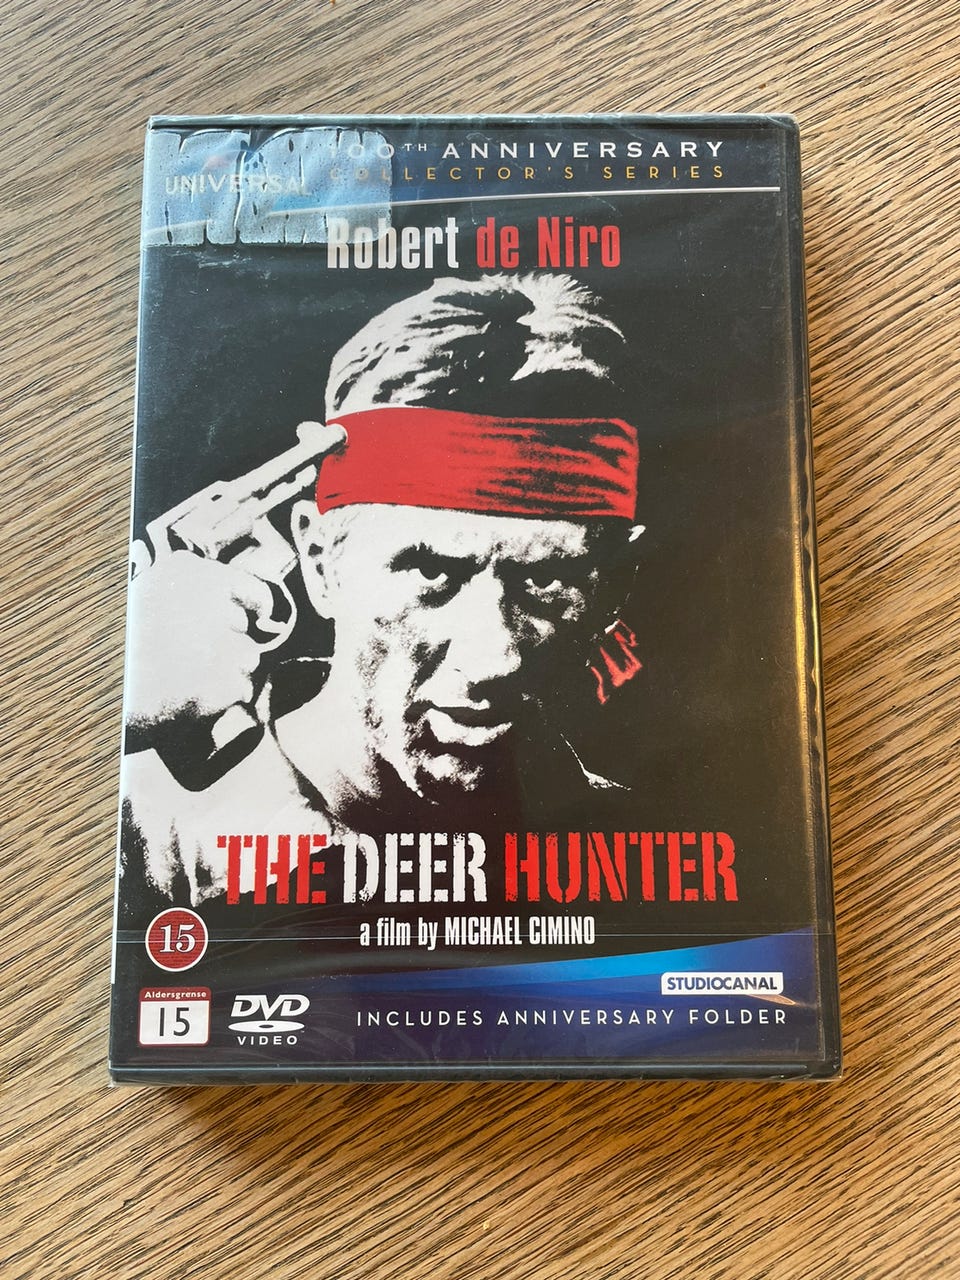 UNIVERSAL
100TH ANNIVERSARY
COLLECTOR'S SERIES
Robert de Niro
THE DEER HUNTER
a film by MICHAEL CIMINO
15
STUDIOCANAL
Aldersgrense
15
DVD
VIDEO
INCLUDES ANNIVERSARY FOLDER